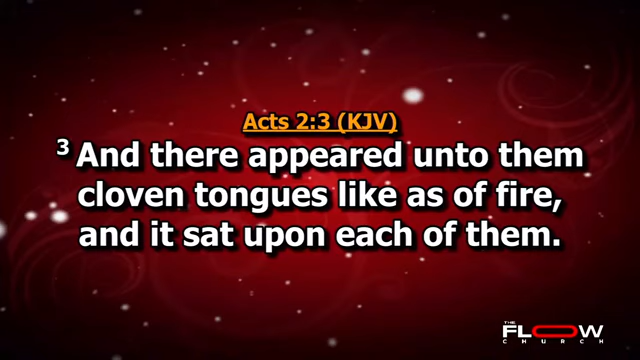 Acts 2:3 (KJV)
3 And there appeared unto them
cloven tongues like as of fire,
and it sat upon each of them.
THE
FLOW
CHURCH